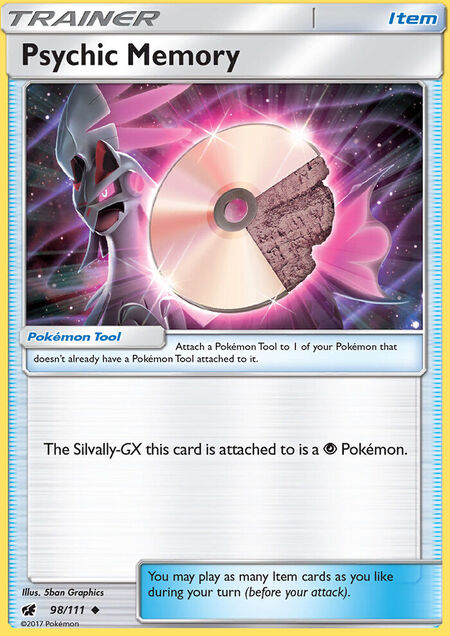 TRAINER
Item
Psychic Memory
Pokémon Tool
Attach a Pokémon Tool to 1 of your Pokémon that
doesn't already have a Pokémon Tool attached to it.
The Silvally-GX this card is attached to is a Pokémon.
You may play as many Item cards as you like
during your turn (before your attack).
Illus. 5ban Graphics
98/111
©2017 Pokémon